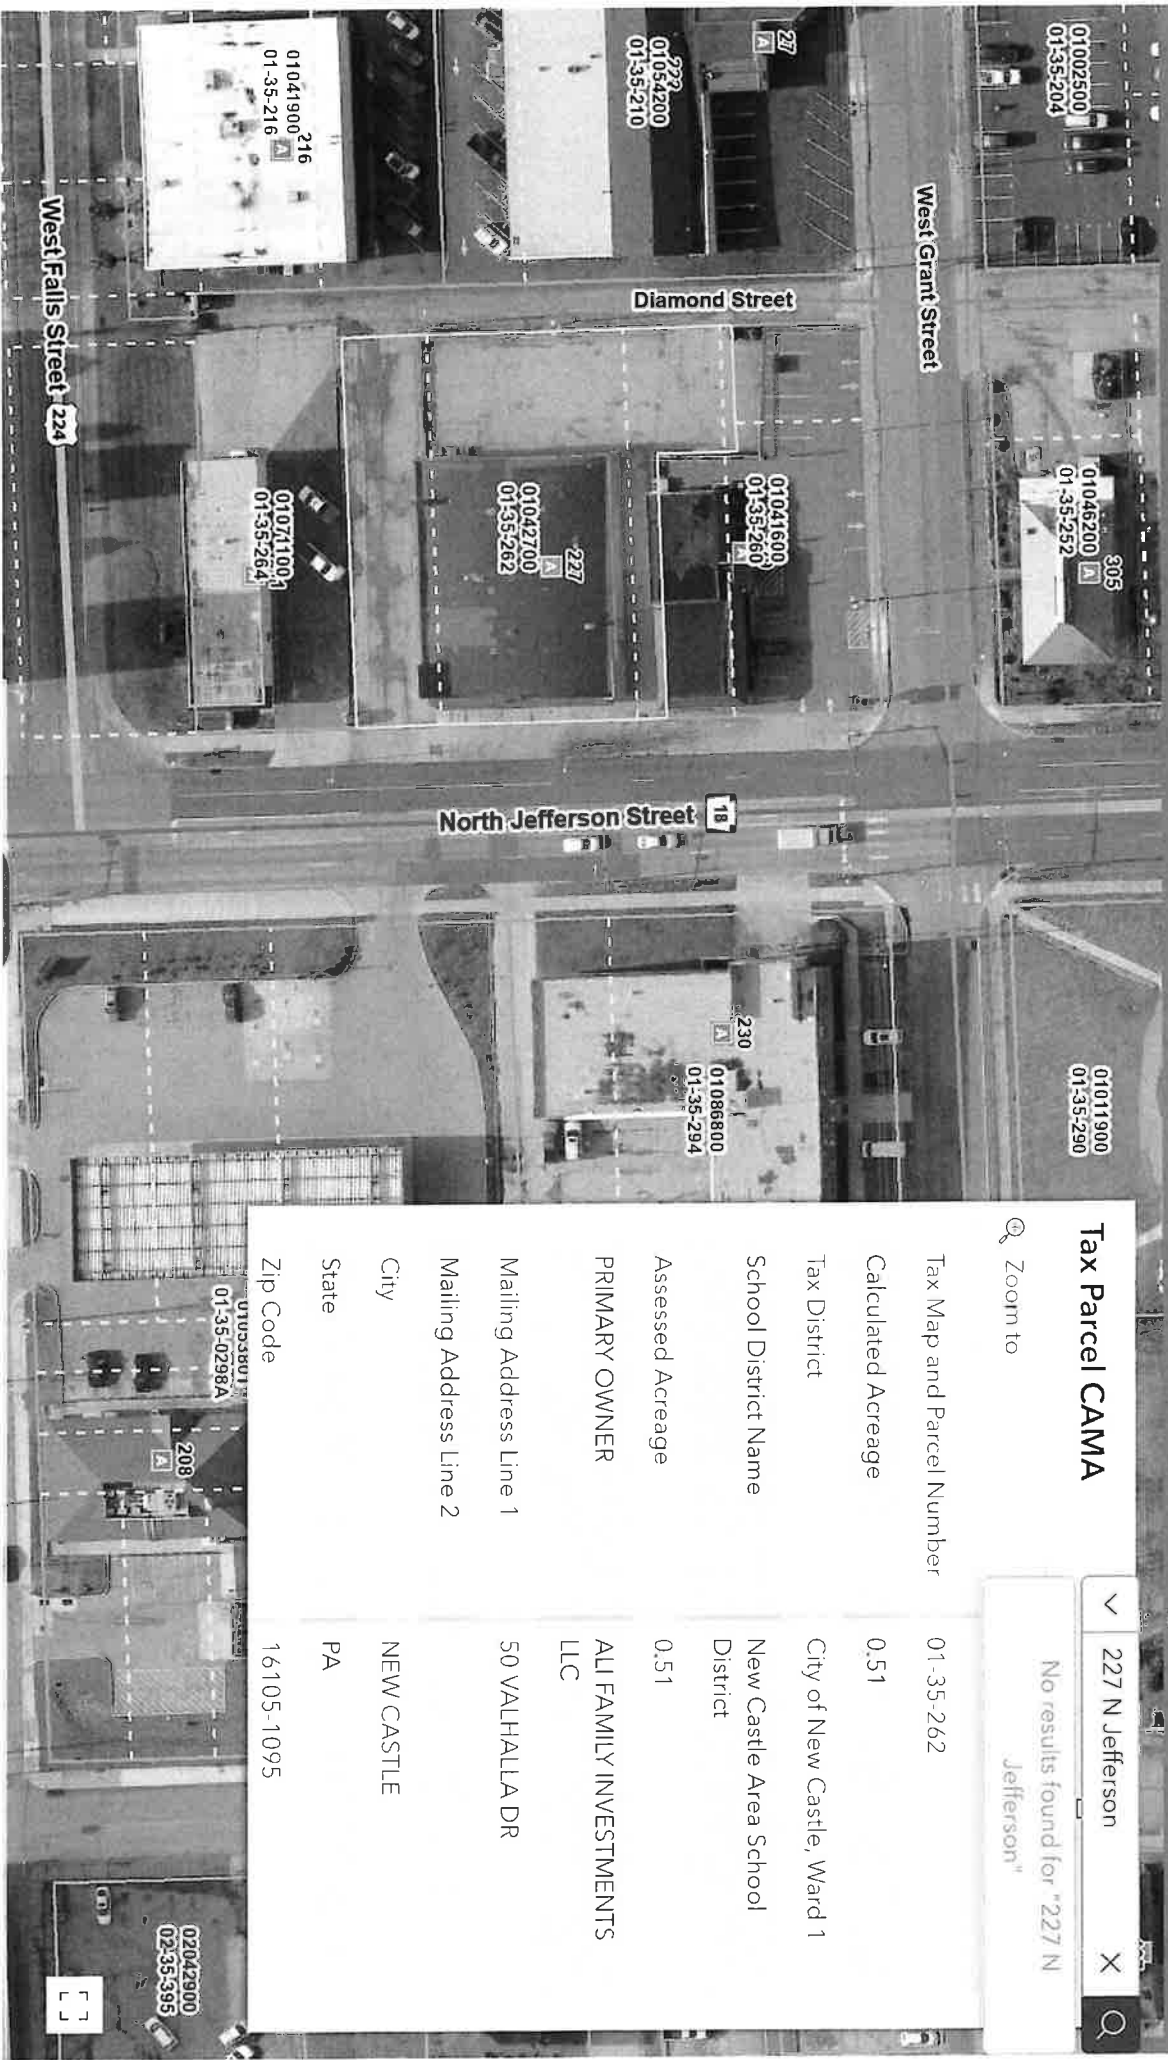 Tax Parcel CAMA
227 N Jefferson
No results found for "227 N
Jefferson"
Zoom to
Tax Map and Parcel Number 01-35-262
Calculated Acreage 0.51
Tax District City of New Castle, Ward 1
School District Name New Castle Area School
District
Assessed Acreage 0.51
PRIMARY OWNER ALI FAMILY INVESTMENTS
LLC
Mailing Address Line 1 50 VALHALLA DR
Mailing Address Line 2
City NEW CASTLE
State PA
Zip Code 16105-1095
01002500
01-35-204
27
A
222
01054200
01-35-210
216
01041900
01-35-216
A
West Grant Street
Diamond Street
West Falls Street 224
305
01046200
A
01-35-252
01041600
01-35-260
A
227
01042700
A
01-35-262
01071100
01-35-264
North Jefferson Street 18
01011900
01-35-290
230
A
01086800
01-35-294
01053801
01-35-0298A
208
A
02042900
02-35-395